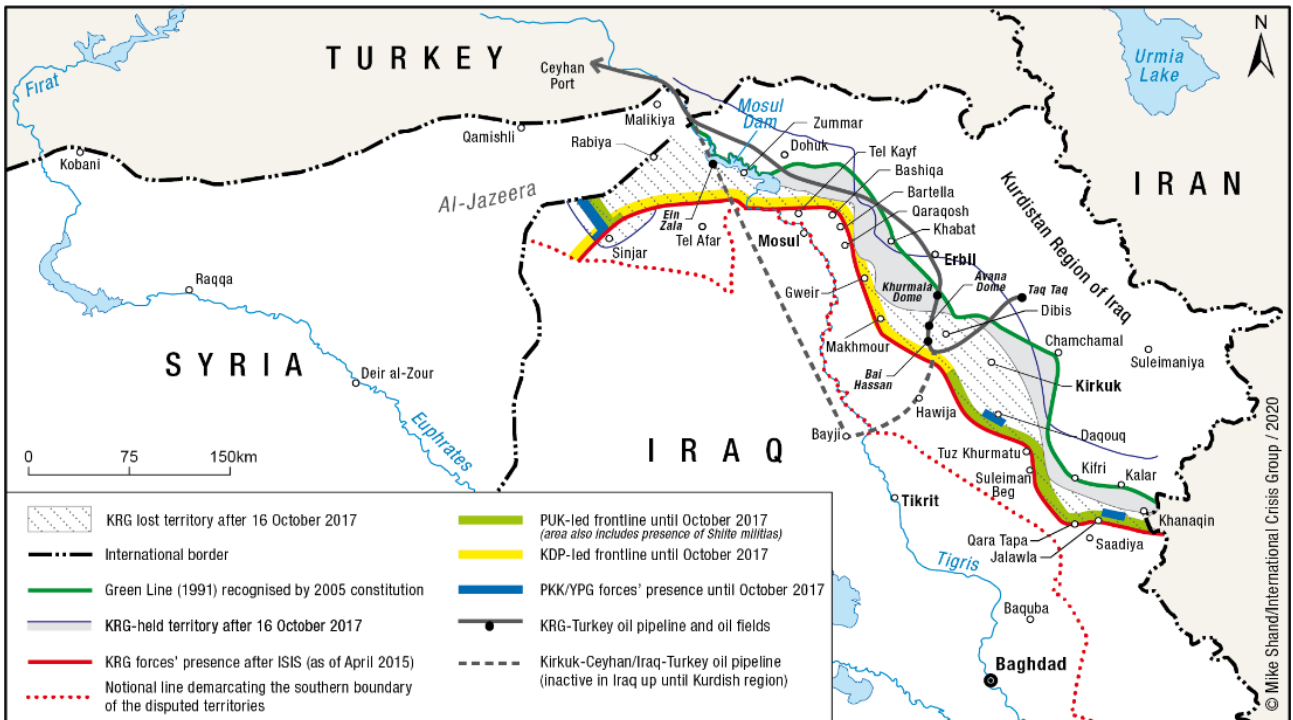 TURKEY
N
Fırat
Ceyhan
Port
Urmia
Lake
Mosul
Dam
Malikiya
Zummar
Qamishli
Dohuk
Tel Kayf
Rabiya
Kobani
Bashiqa
IRAN
Al-Jazeera
Bartella
Kurdistan Region of Iraq
Qaraqosh
Ein
Zala
Khabat
Tel Afar
Mosul
Sinjar
Erbil
Avana
Dome
Raqqa
Khurmala
Dome
Taq Taq
Gweir
Dibis
SYRIA
Makhmour
Chamchamal
Suleimaniya
Deir al-Zour
Bai
Hassan
Kirkuk
Euphrates
Hawija
IRAQ
Bayji
Daqouq
0 75 150km
Tuz Khurmatu
Kifri
Kalar
Suleiman
Beg
Tikrit
Khanaqin
Qara Tapa
Saadiya
Jalawla
Tigris
Baquba
Baghdad
© Mike Shand/International Crisis Group / 2020
KRG lost territory after 16 October 2017
International border
Green Line (1991) recognised by 2005 constitution
KRG-held territory after 16 October 2017
KRG forces' presence after ISIS (as of April 2015)
Notional line demarcating the southern boundary
of the disputed territories
PUK-led frontline until October 2017
(area also includes presence of Shiite militias)
KDP-led frontline until October 2017
PKK/YPG forces' presence until October 2017
KRG-Turkey oil pipeline and oil fields
Kirkuk-Ceyhan/Iraq-Turkey oil pipeline
(inactive in Iraq up until Kurdish region)